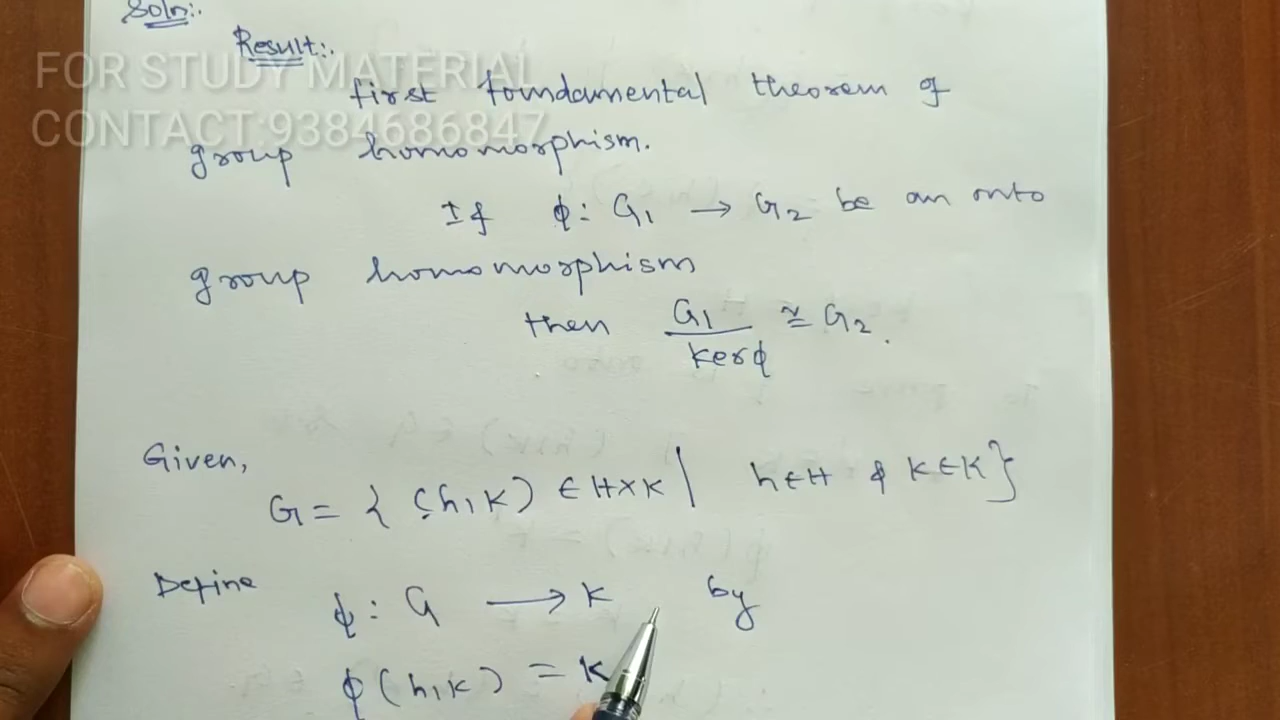 Soln:.
Result:.
FOR STUDY MATERIAL
first foundamental theorem of
CONTACT:9384686847
group homomorphism.
If ϕ: G₁ → G₂ be an onto
group homomorphism
then G₁/kerϕ ≃ G₂.
Given,
G = { (h,k) ∈ H×K | h∈H & k∈K}
Define ϕ: G → K by
ϕ(h,k) = k